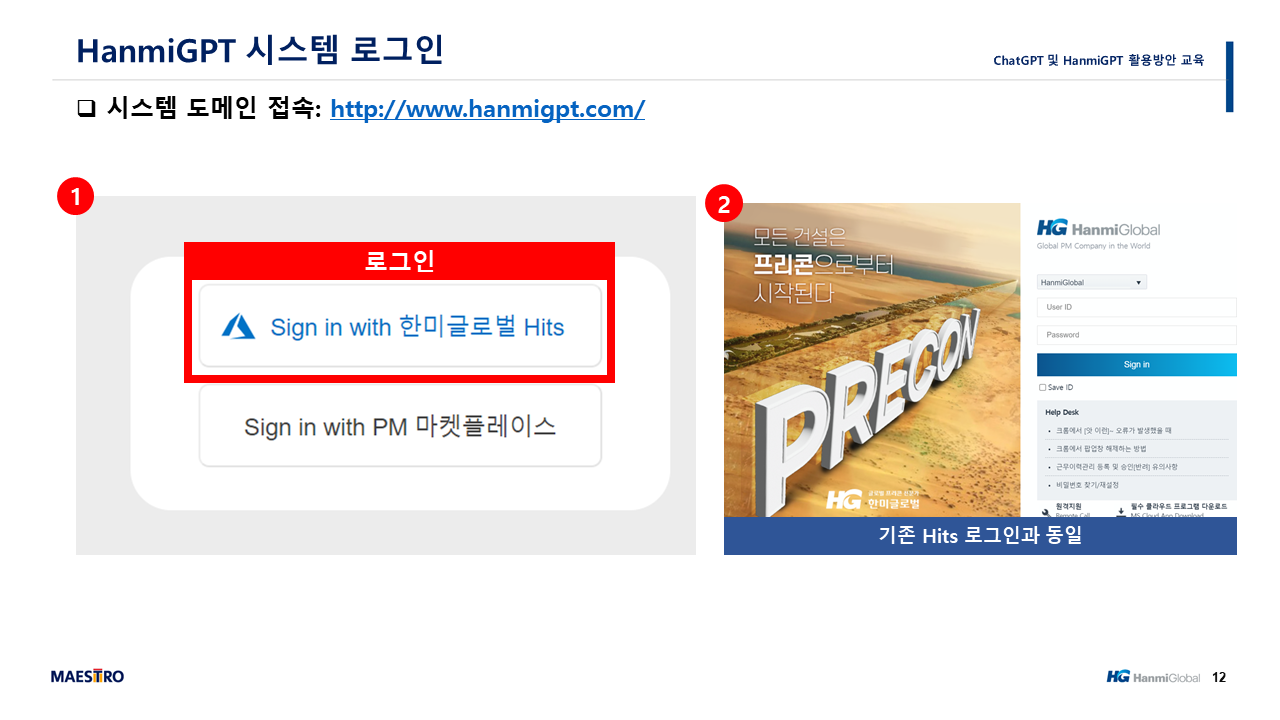 HanmiGPT 시스템 로그인
ChatGPT 및 HanmiGPT 활용방안 교육
❑ 시스템 도메인 접속: http://www.hanmigpt.com/
1
로그인
Sign in with 한미글로벌 Hits
Sign in with PM 마켓플레이스
2
모든 건설은
프리콘으로부터
시작된다
PRECON
HG 글로벌 프리콘 전문가
한미글로벌
HG HanmiGlobal
Global PM Company in the World
HanmiGlobal ▼
User ID
Password
Sign in
Save ID
Help Desk
• 크롬에서 [앗 이런]~ 오류가 발생했을 때
• 크롬에서 팝업창 해제하는 방법
• 근무이력관리 등록 및 승인(반려) 유의사항
• 비밀번호 찾기/재설정
원격지원
Remote Call
필수 클라우드 프로그램 다운로드
MS Cloud App Download
기존 Hits 로그인과 동일
MAESTRO
HG HanmiGlobal 12